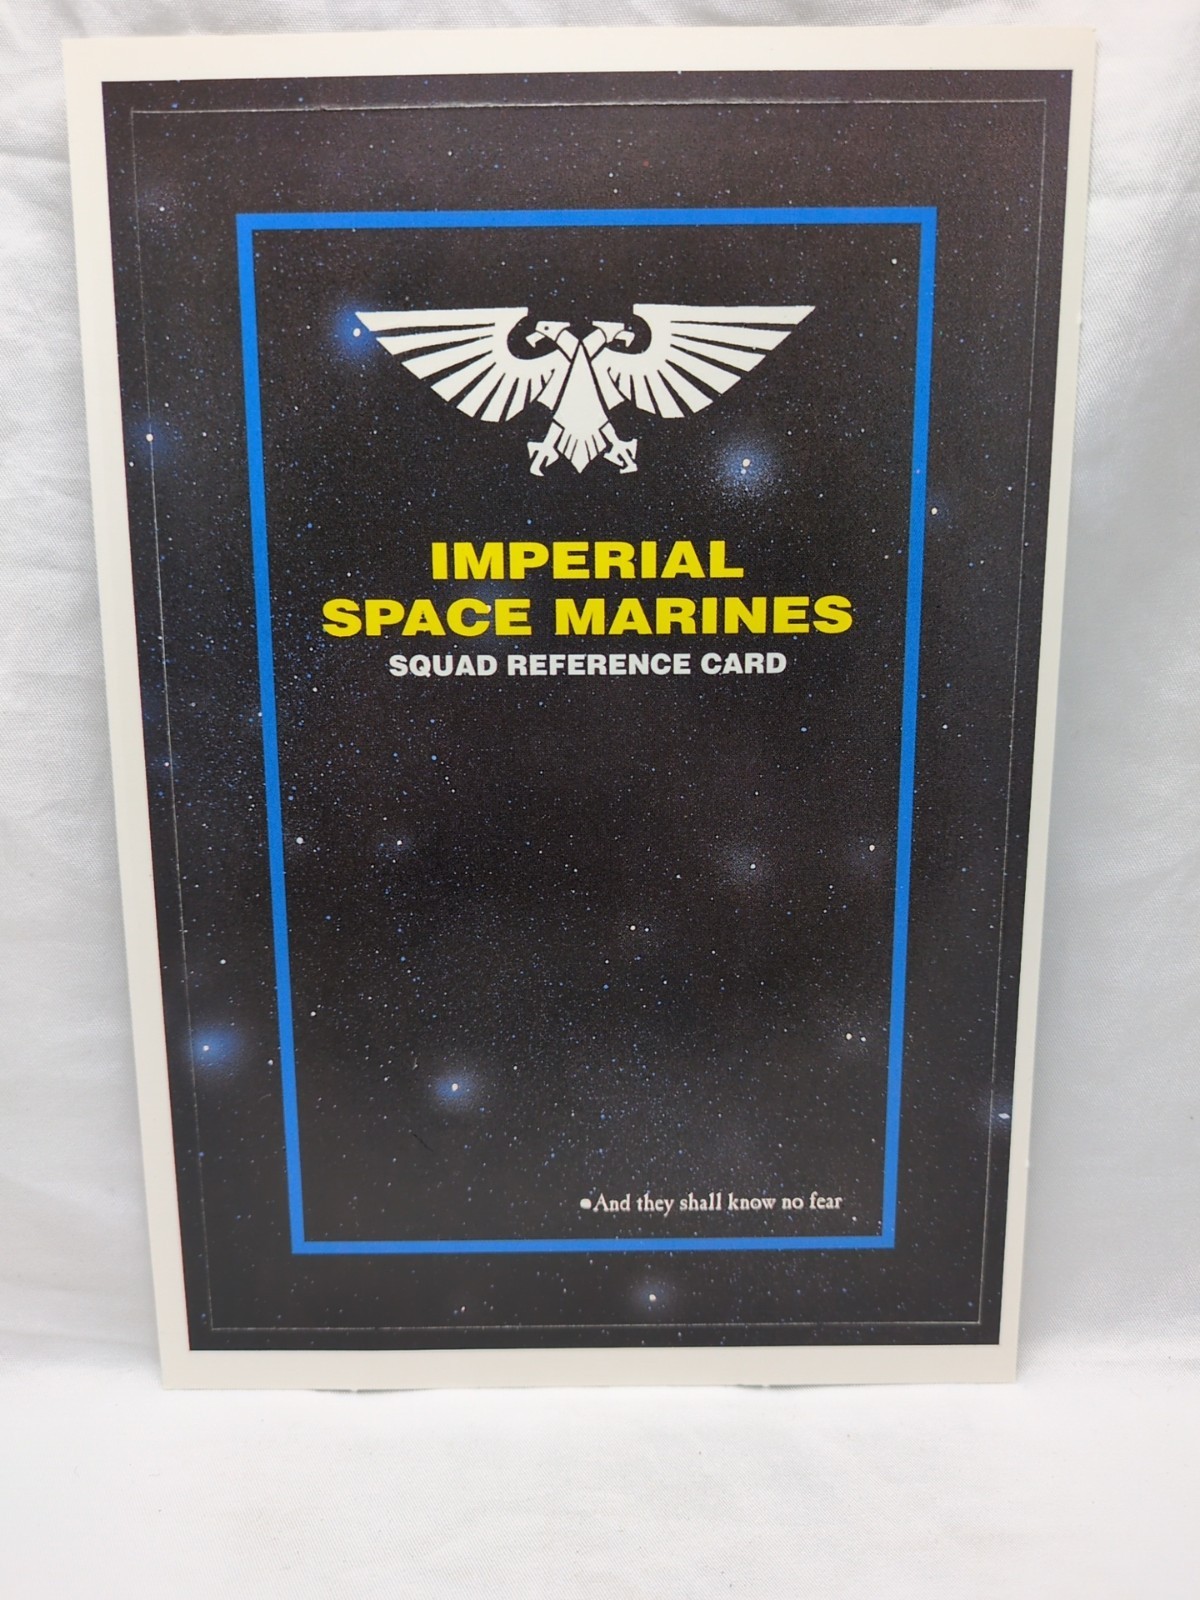 IMPERIAL
SPACE MARINES
SQUAD REFERENCE CARD
And they shall know no fear